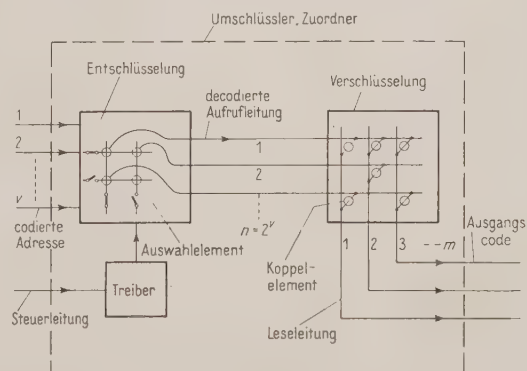 Umschlüssler, Zuordner
Entschlüsselung
Verschlüsselung
decodierte
Aufrufleitung
1
2
v
codierte
Adresse
1
2
n = 2^v
Auswahlelement
Koppel-
element
1 2 3 --m
Ausgangs
code
Treiber
Steuerleitung
Leseleitung